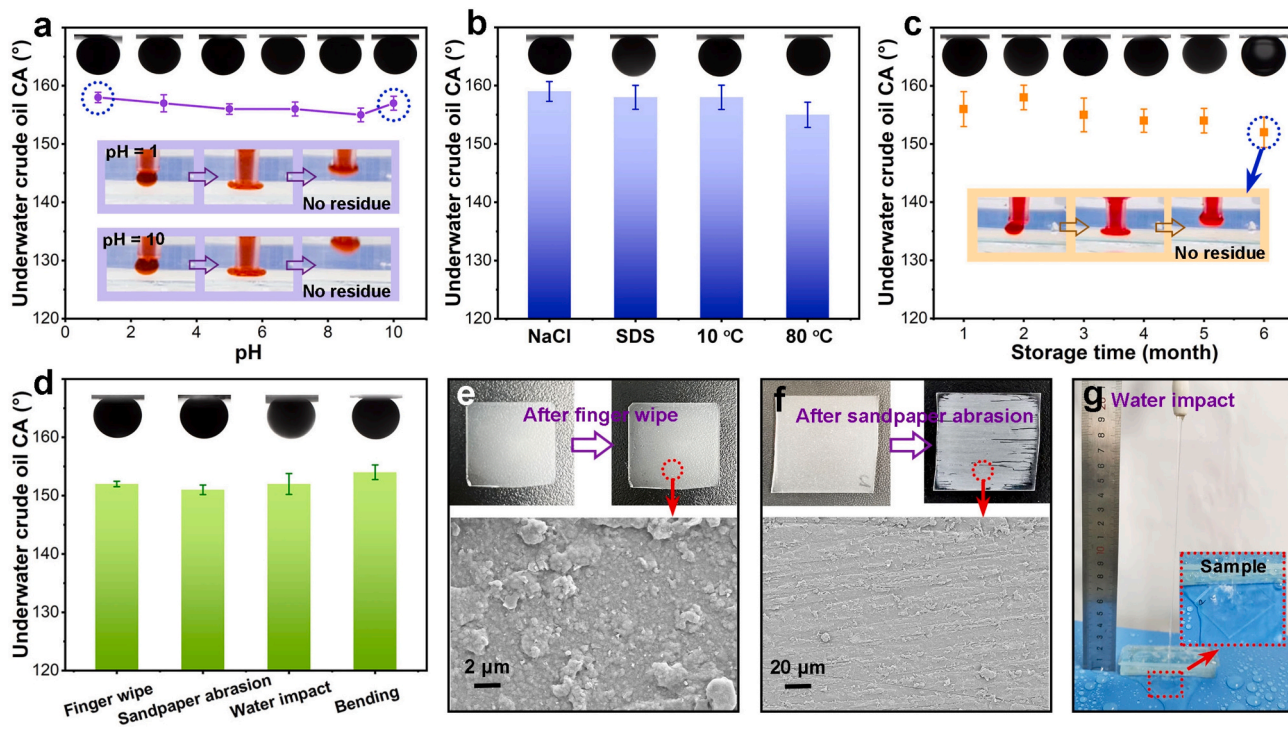 a
Underwater crude oil CA (°)
160
150
140
130
120
pH = 1
No residue
pH = 10
No residue
0 2 4 6 8 10
pH
b
Underwater crude oil CA (°)
160
150
140
130
120
NaCl SDS 10 °C 80 °C
c
Underwater crude oil CA (°)
160
150
140
130
120
No residue
1 2 3 4 5 6
Storage time (month)
d
Underwater crude oil CA (°)
160
150
140
130
120
Finger wipe
Sandpaper abrasion
Water impact
Bending
e
After finger wipe
2 μm
f
After sandpaper abrasion
20 μm
g
Water impact
Sample